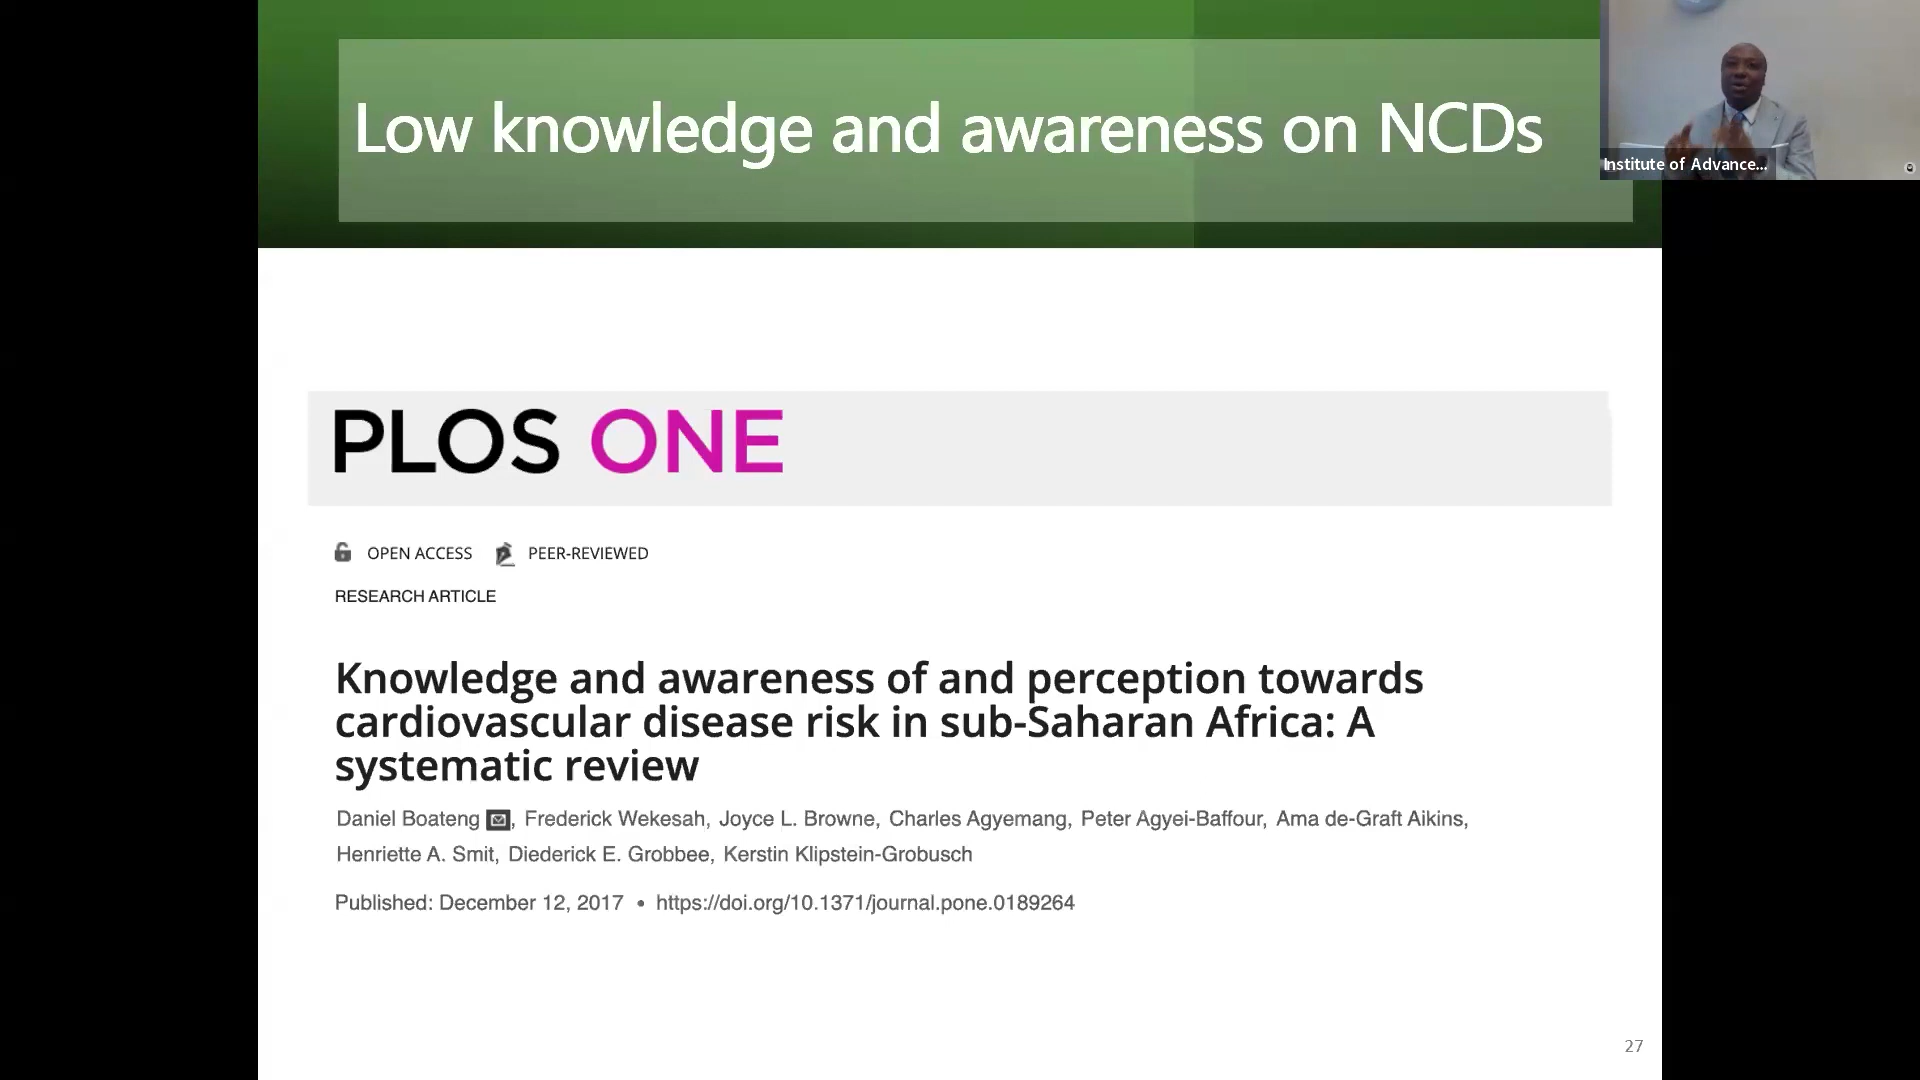 Low knowledge and awareness on NCDs
Institute of Advance...
PLOS ONE
OPEN ACCESS PEER-REVIEWED
RESEARCH ARTICLE
Knowledge and awareness of and perception towards
cardiovascular disease risk in sub-Saharan Africa: A
systematic review
Daniel Boateng , Frederick Wekesah, Joyce L. Browne, Charles Agyemang, Peter Agyei-Baffour, Ama de-Graft Aikins,
Henriette A. Smit, Diederick E. Grobbee, Kerstin Klipstein-Grobusch
Published: December 12, 2017 • https://doi.org/10.1371/journal.pone.0189264
27